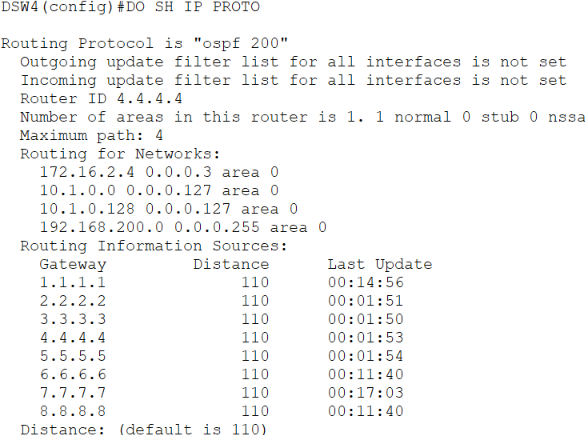 DSW4(config)#DO SH IP PROTO
Routing Protocol is "ospf 200"
Outgoing update filter list for all interfaces is not set
Incoming update filter list for all interfaces is not set
Router ID 4.4.4.4
Number of areas in this router is 1. 1 normal 0 stub 0 nssa
Maximum path: 4
Routing for Networks:
172.16.2.4 0.0.0.3 area 0
10.1.0.0 0.0.0.127 area 0
10.1.0.128 0.0.0.127 area 0
192.168.200.0 0.0.0.255 area 0
Routing Information Sources:
Gateway Distance Last Update
1.1.1.1 110 00:14:56
2.2.2.2 110 00:01:51
3.3.3.3 110 00:01:50
4.4.4.4 110 00:01:53
5.5.5.5 110 00:01:54
6.6.6.6 110 00:11:40
7.7.7.7 110 00:17:03
8.8.8.8 110 00:11:40
Distance: (default is 110)